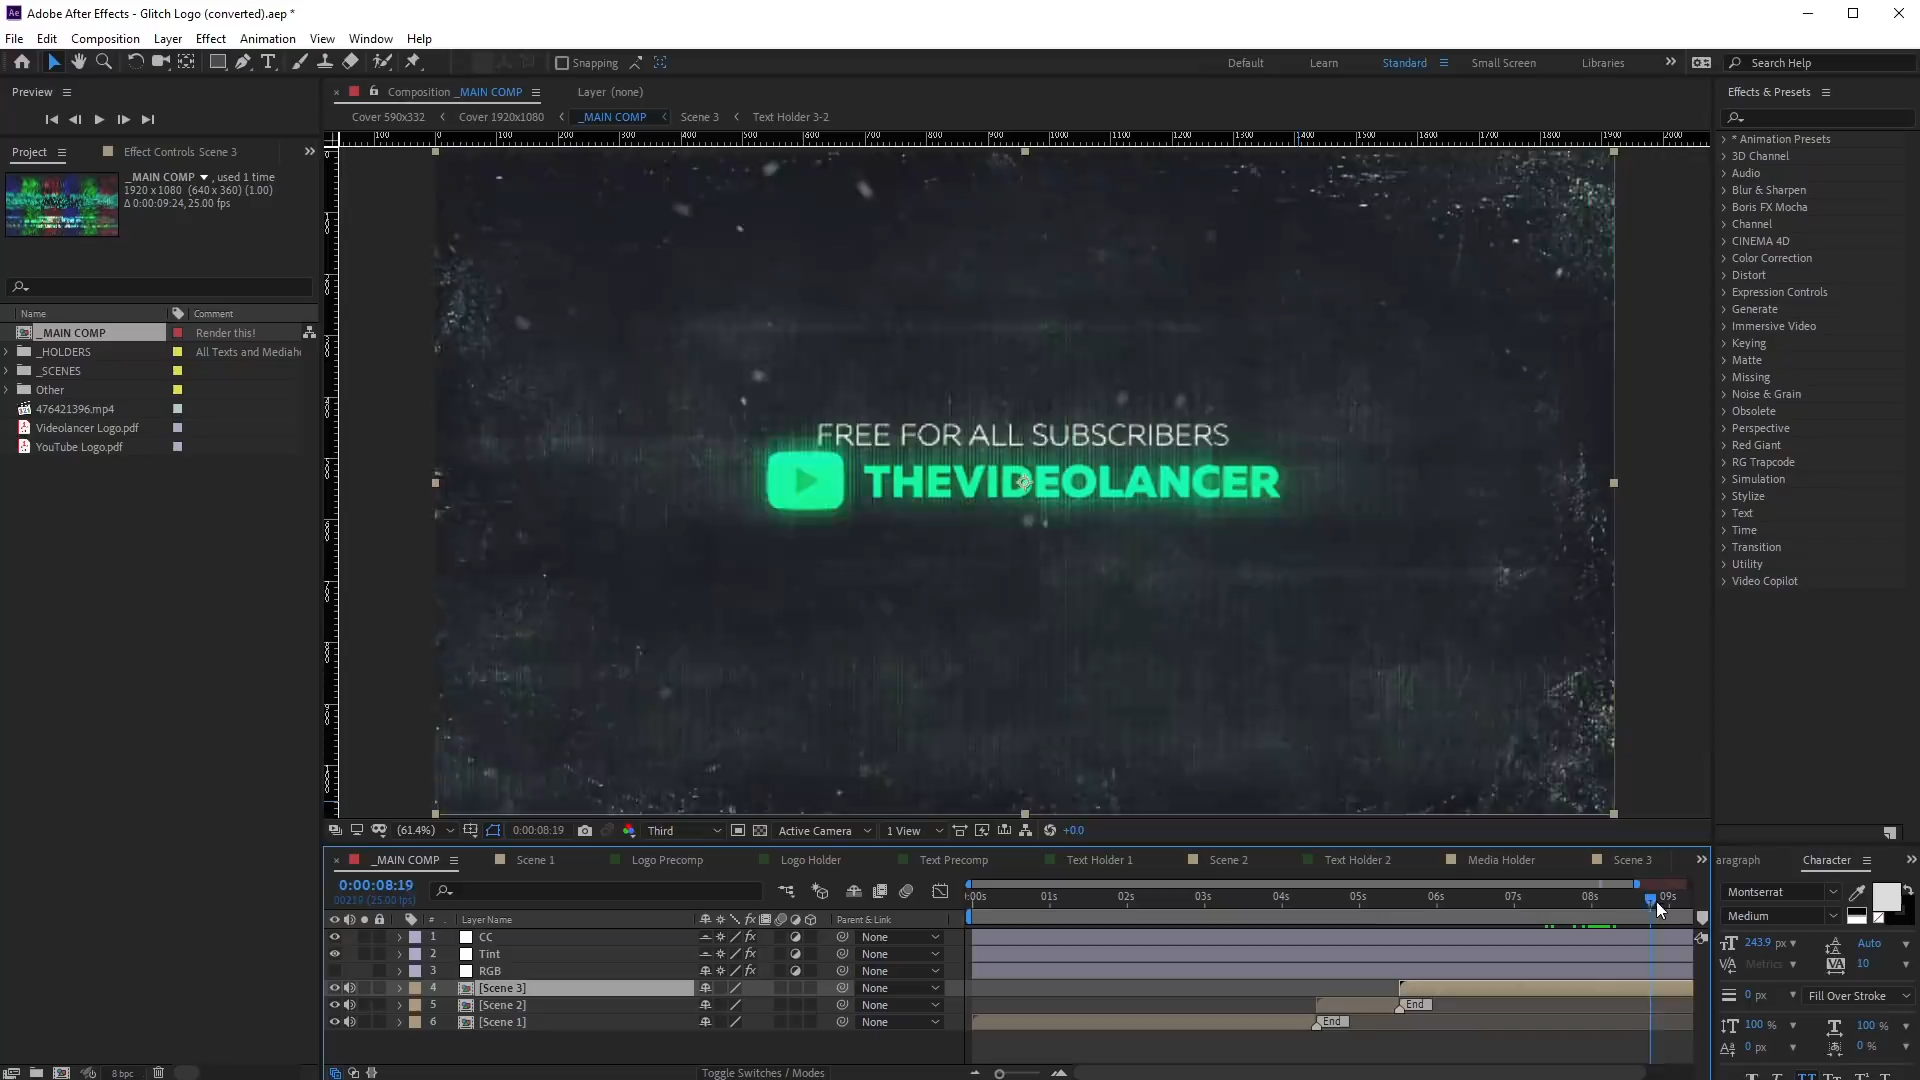 Adobe After Effects - Glitch Logo (converted).aep *
File Edit Composition Layer Effect Animation View Window Help
Snapping
Default Learn Standard Small Screen Libraries Search Help
Preview
Composition _MAIN COMP Layer (none)
Effects & Presets
Cover 590x332 Cover 1920x1080 _MAIN COMP Scene 3 Text Holder 3-2
Project Effect Controls Scene 3
_MAIN COMP , used 1 time
1920 x 1080 (640 x 360) (1.00)
Δ 0:00:09:24, 25.00 fps
Name Comment
_MAIN COMP Render this!
_HOLDERS All Texts and Mediah
_SCENES
Other
476421396.mp4
Videolancer Logo.pdf
YouTube Logo.pdf
FREE FOR ALL SUBSCRIBERS
THEVIDEOLANCER
* Animation Presets
3D Channel
Audio
Blur & Sharpen
Boris FX Mocha
Channel
CINEMA 4D
Color Correction
Distort
Expression Controls
Generate
Immersive Video
Keying
Matte
Missing
Noise & Grain
Obsolete
Perspective
Red Giant
RG Trapcode
Simulation
Stylize
Text
Time
Transition
Utility
Video Copilot
(61.4%) 0:00:08:19 Third Active Camera 1 View +0.0
_MAIN COMP Scene 1 Logo Precomp Logo Holder Text Precomp Text Holder 1 Scene 2 Text Holder 2 Media Holder Scene 3
0:00:08:19
00219 (25.00 fps)
:00s 01s 02s 03s 04s 05s 06s 07s 08s 09s
# Layer Name Parent & Link
1 CC None
2 Tint None
3 RGB None
4 [Scene 3] None
5 [Scene 2] None End
6 [Scene 1] None End
8 bpc Toggle Switches / Modes
aragraph Character
Montserrat
Medium
243.9 px Auto
Metrics 10
0 px Fill Over Stroke
100 % 100 %
0 px 0 %